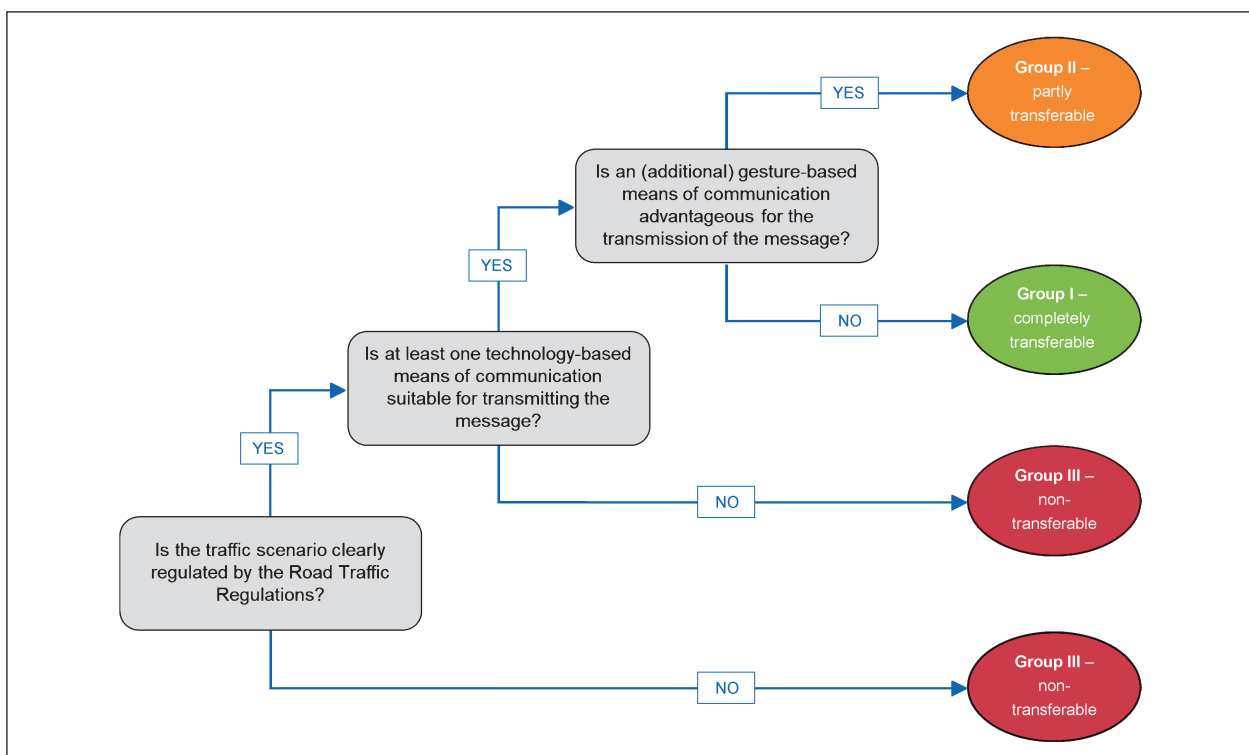 YES
Group II –
partly
transferable
Is an (additional) gesture-based
means of communication
advantageous for the
transmission of the message?
YES
NO
Group I –
completely
transferable
Is at least one technology-based
means of communication
suitable for transmitting the
message?
YES
NO
Group III –
non-
transferable
Is the traffic scenario clearly
regulated by the Road Traffic
Regulations?
NO
Group III –
non-
transferable